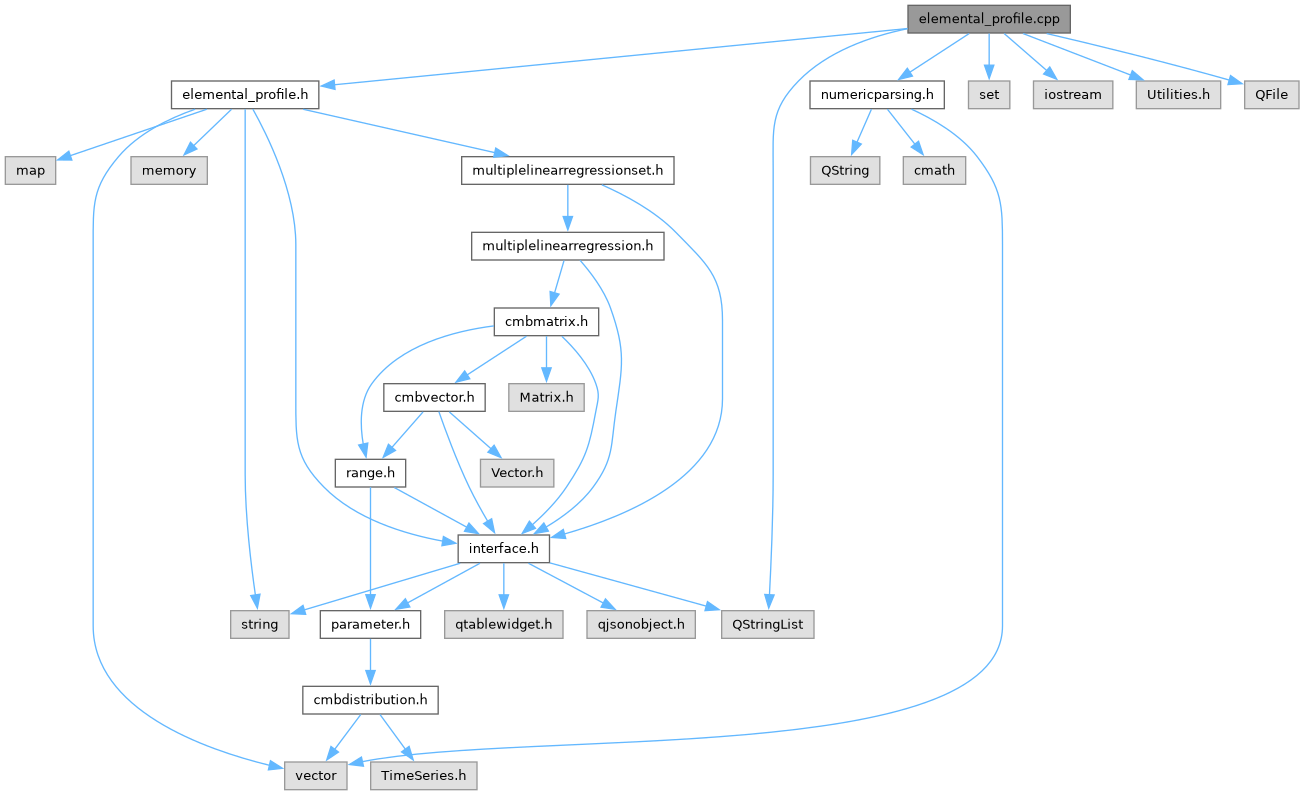 elemental_profile.cpp
elemental_profile.h
numericparsing.h
set
iostream
Utilities.h
QFile
map
memory
multiplelinearregressionset.h
QString
cmath
multiplelinearregression.h
cmbmatrix.h
cmbvector.h
Matrix.h
range.h
Vector.h
interface.h
string
parameter.h
qtablewidget.h
qjsonobject.h
QStringList
cmbdistribution.h
vector
TimeSeries.h